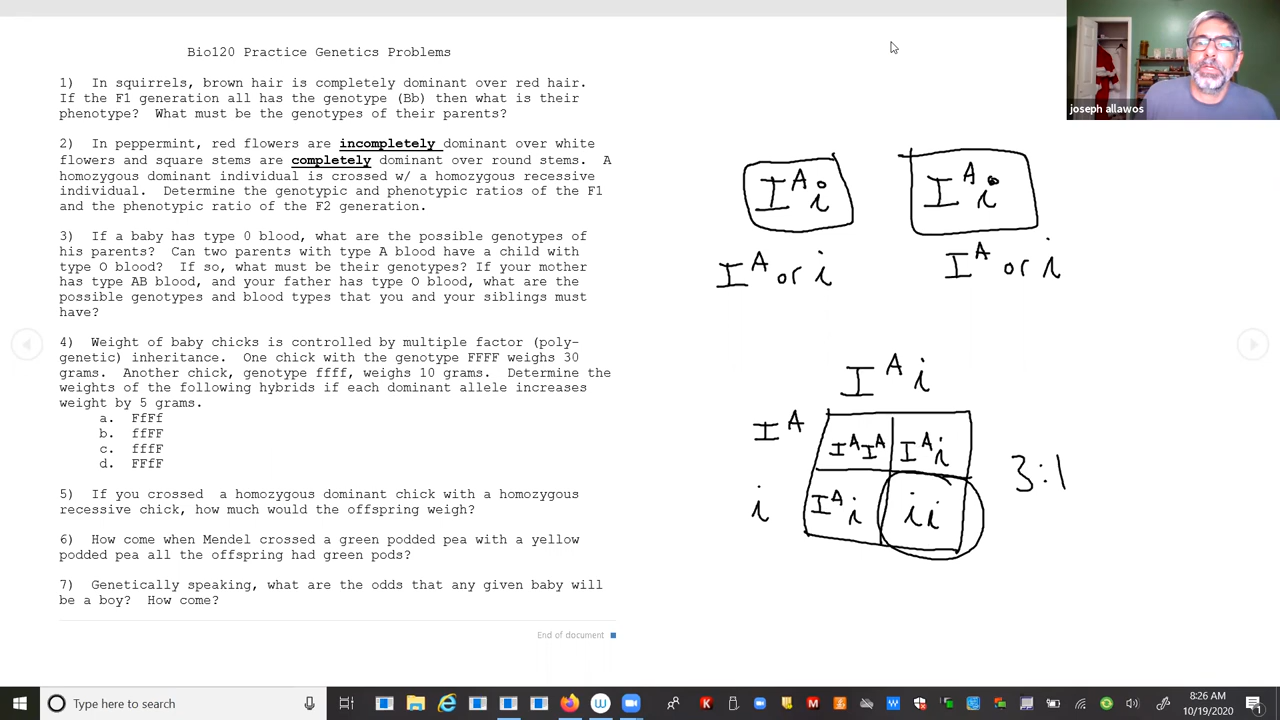 Bio120 Practice Genetics Problems
1) In squirrels, brown hair is completely dominant over red hair.
If the F1 generation all has the genotype (Bb) then what is their
phenotype? What must be the genotypes of their parents?
2) In peppermint, red flowers are incompletely dominant over white
flowers and square stems are completely dominant over round stems. A
homozygous dominant individual is crossed w/ a homozygous recessive
individual. Determine the genotypic and phenotypic ratios of the F1
and the phenotypic ratio of the F2 generation.
3) If a baby has type 0 blood, what are the possible genotypes of
his parents? Can two parents with type A blood have a child with
type O blood? If so, what must be their genotypes? If your mother
has type AB blood, and your father has type O blood, what are the
possible genotypes and blood types that you and your siblings must
have?
4) Weight of baby chicks is controlled by multiple factor (poly-
genetic) inheritance. One chick with the genotype FFFF weighs 30
grams. Another chick, genotype ffff, weighs 10 grams. Determine the
weights of the following hybrids if each dominant allele increases
weight by 5 grams.
a. FfFf
b. ffFF
c. fffF
d. FFfF
5) If you crossed a homozygous dominant chick with a homozygous
recessive chick, how much would the offspring weigh?
6) How come when Mendel crossed a green podded pea with a yellow
podded pea all the offspring had green pods?
7) Genetically speaking, what are the odds that any given baby will
be a boy? How come?
End of document
joseph allawos
I^A i I^A i
I^A or i I^A or i
I^A i
I^A I^A I^A I^A i
i I^A i i i
3:1
Type here to search
8:26 AM
10/19/2020